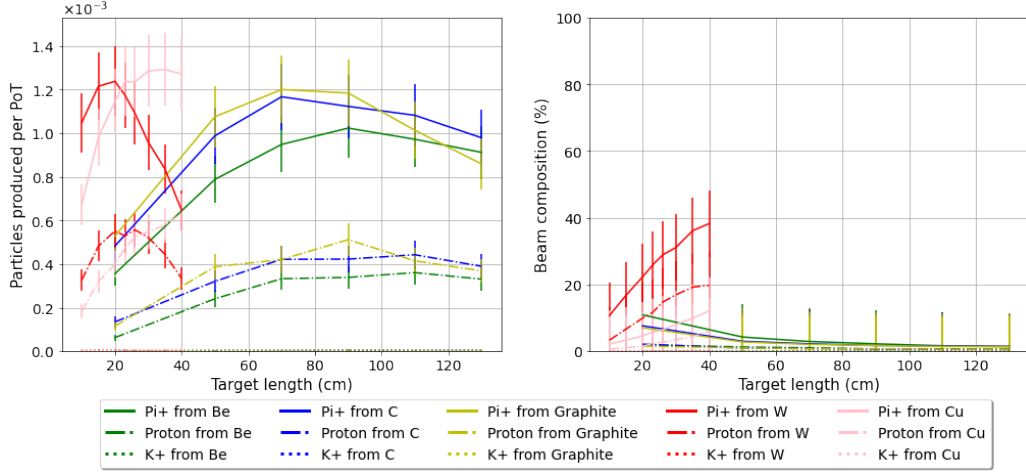 ×10⁻³
1.4
1.2
1.0
0.8
0.6
0.4
0.2
0.0
Particles produced per PoT
20 40 60 80 100 120
Target length (cm)
100
80
60
40
20
0
Beam composition (%)
20 40 60 80 100 120
Target length (cm)
Pi+ from Be Pi+ from C Pi+ from Graphite Pi+ from W Pi+ from Cu
Proton from Be Proton from C Proton from Graphite Proton from W Proton from Cu
K+ from Be K+ from C K+ from Graphite K+ from W K+ from Cu